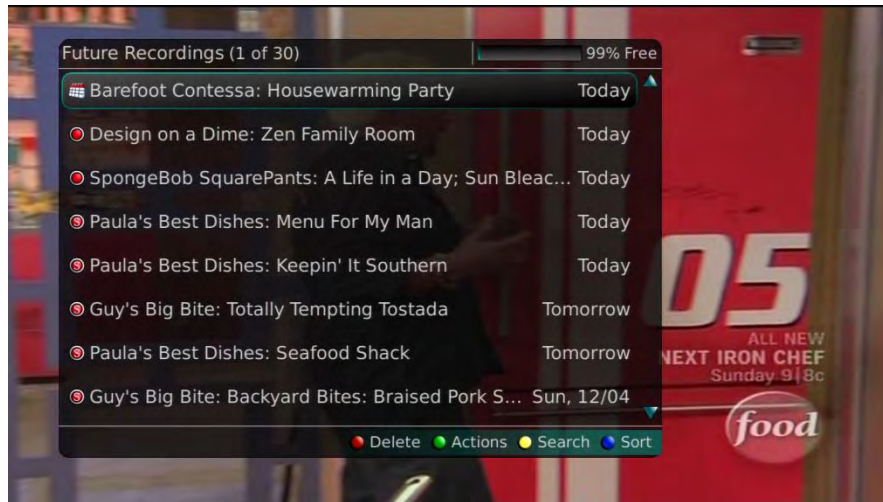 Future Recordings (1 of 30) 99% Free
Barefoot Contessa: Housewarming Party Today
Design on a Dime: Zen Family Room Today
SpongeBob SquarePants: A Life in a Day; Sun Bleac... Today
S Paula's Best Dishes: Menu For My Man Today
S Paula's Best Dishes: Keepin' It Southern Today
S Guy's Big Bite: Totally Tempting Tostada Tomorrow
S Paula's Best Dishes: Seafood Shack Tomorrow
S Guy's Big Bite: Backyard Bites: Braised Pork S... Sun, 12/04
Delete Actions Search Sort
05
ALL NEW
NEXT IRON CHEF
Sunday 9|8c
food